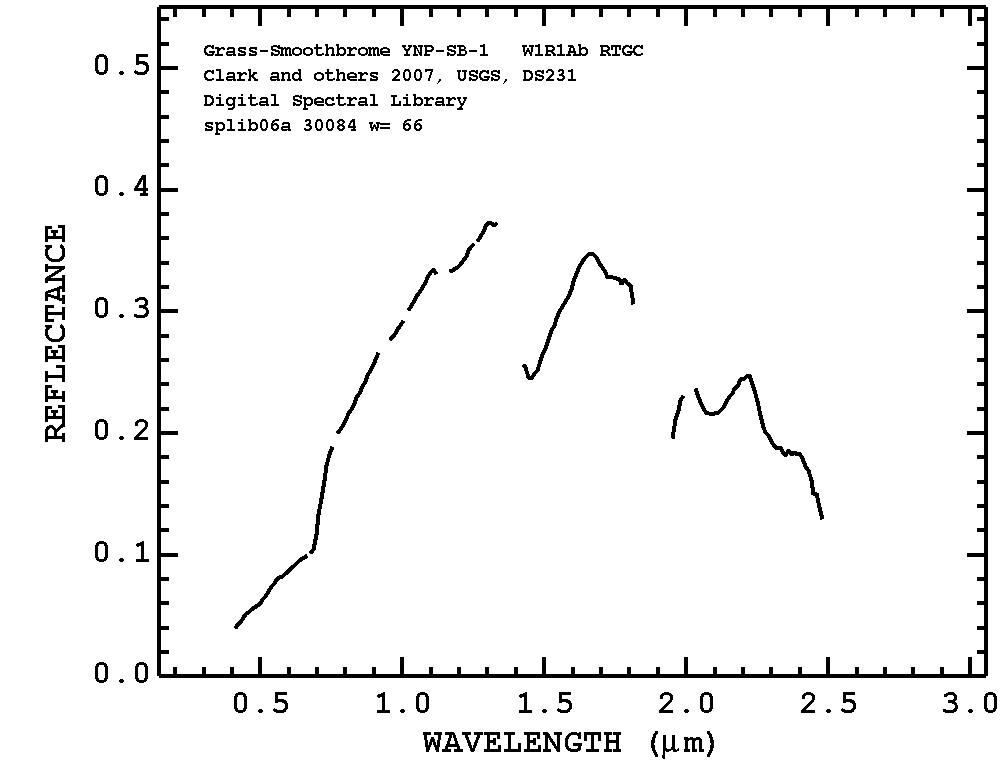 Grass-Smoothbrome YNP-SB-1   W1R1Ab RTGC
Clark and others 2007, USGS, DS231
Digital Spectral Library
splib06a 30084 w= 66
0.5
0.4
0.3
0.2
0.1
0.0
REFLECTANCE
0.5 1.0 1.5 2.0 2.5 3.0
WAVELENGTH (μm)